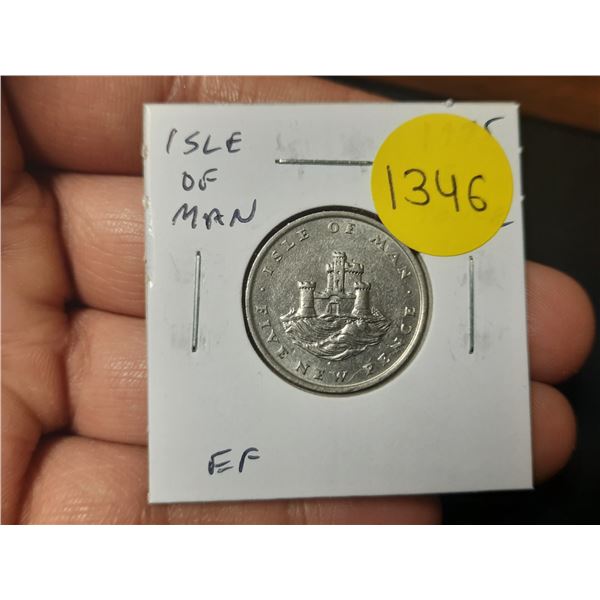 ISLE
OF
MAN
1346
ISLE OF MAN
FIVE NEW PENCE
EF